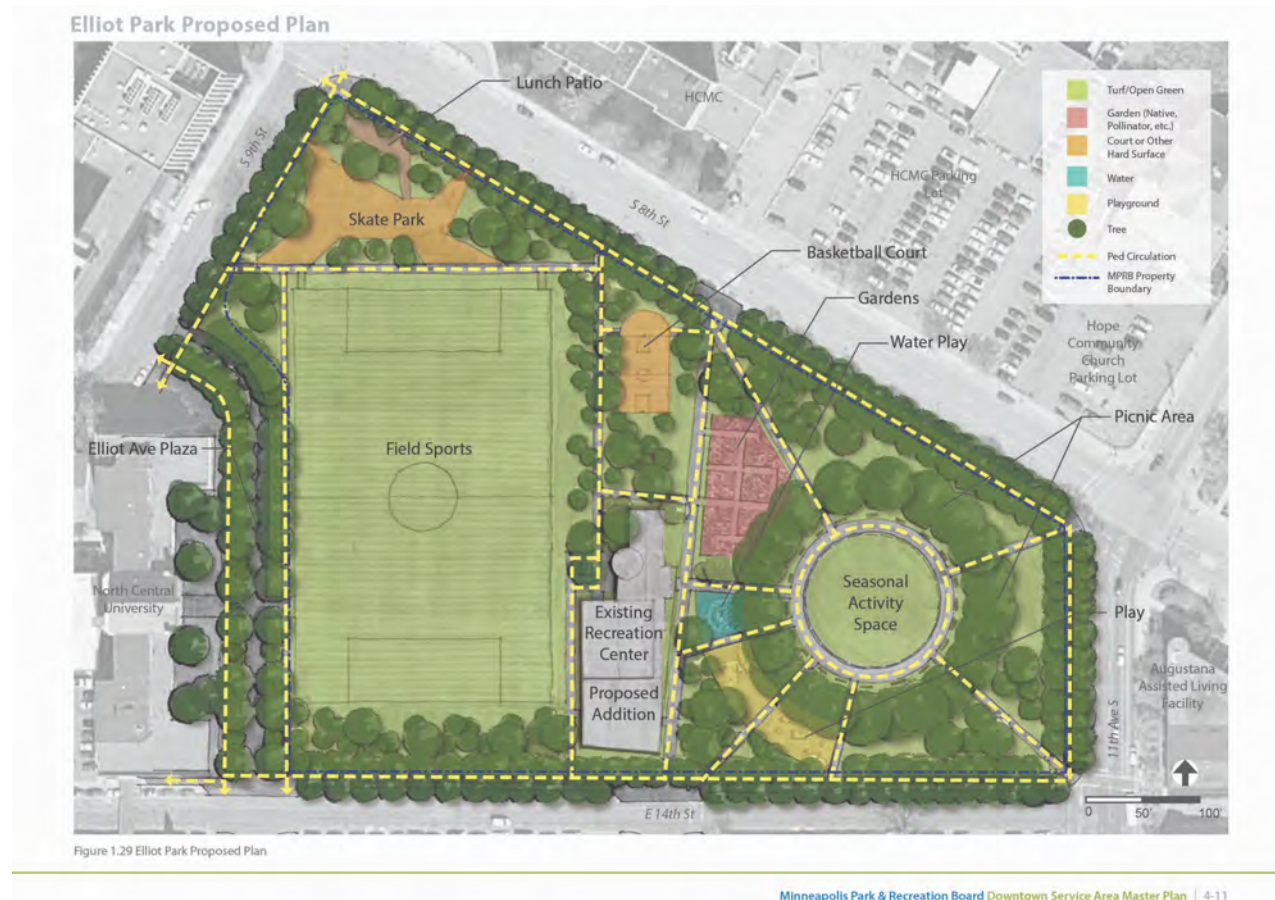 Elliot Park Proposed Plan
Lunch Patio
HCMC
S 9th St
Turf/Open Green
Garden (Native,
Pollinator, etc.)
Court or Other
Hard Surface
Water
Playground
Tree
Ped Circulation
MPRB Property
Boundary
HCMC Parking
Lot
S 8th St
Skate Park
Basketball Court
Gardens
Water Play
Hope
Community
Church
Parking Lot
Picnic Area
Elliot Ave Plaza
Field Sports
North Central
University
Seasonal
Activity
Space
Existing
Recreation
Center
Play
Proposed
Addition
Augustana
Assisted Living
Facility
11th Ave S
E 14th St
0 50' 100'
Figure 1.29 Elliot Park Proposed Plan
Minneapolis Park & Recreation Board Downtown Service Area Master Plan | 4-11